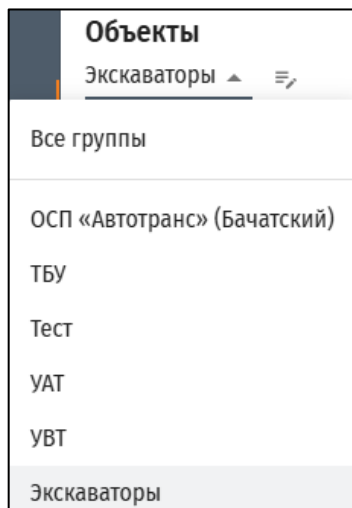 Объекты
Экскаваторы
Все группы
ОСП «Автотранс» (Бачатский)
ТБУ
Тест
УАТ
УВТ
Экскаваторы